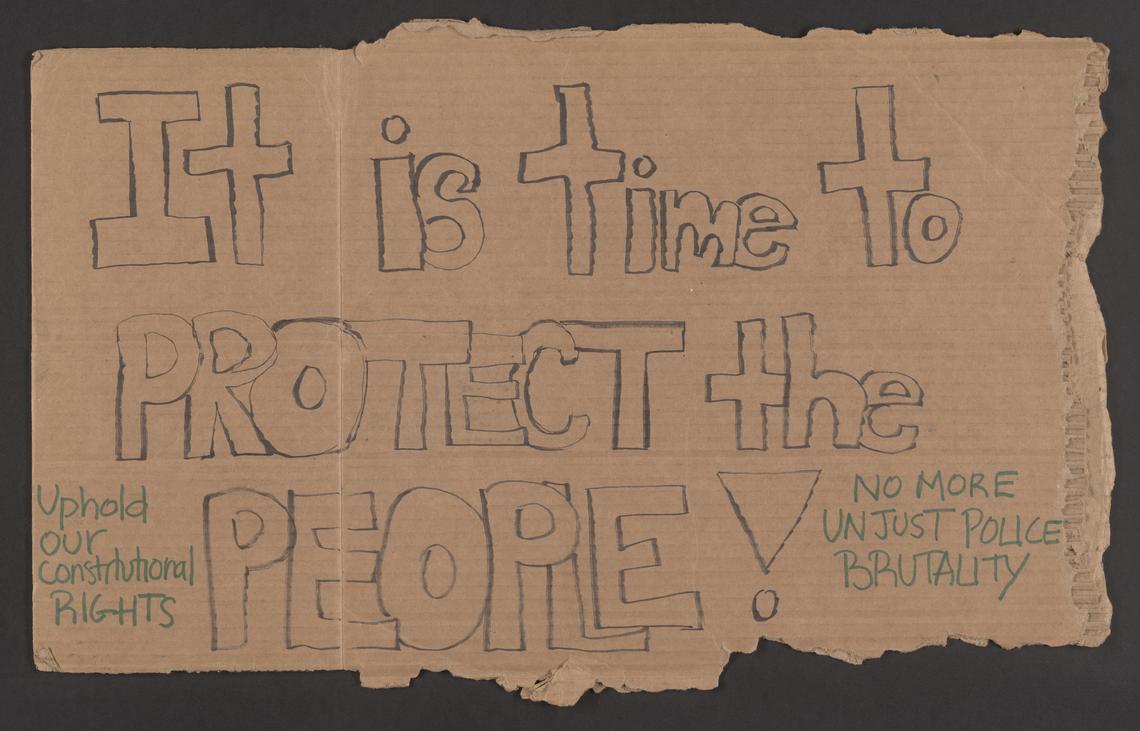 It is time to
PROTECT the
PEOPLE!
Uphold
our
constitutional
RIGHTS
NO MORE
UNJUST POLICE
BRUTALITY